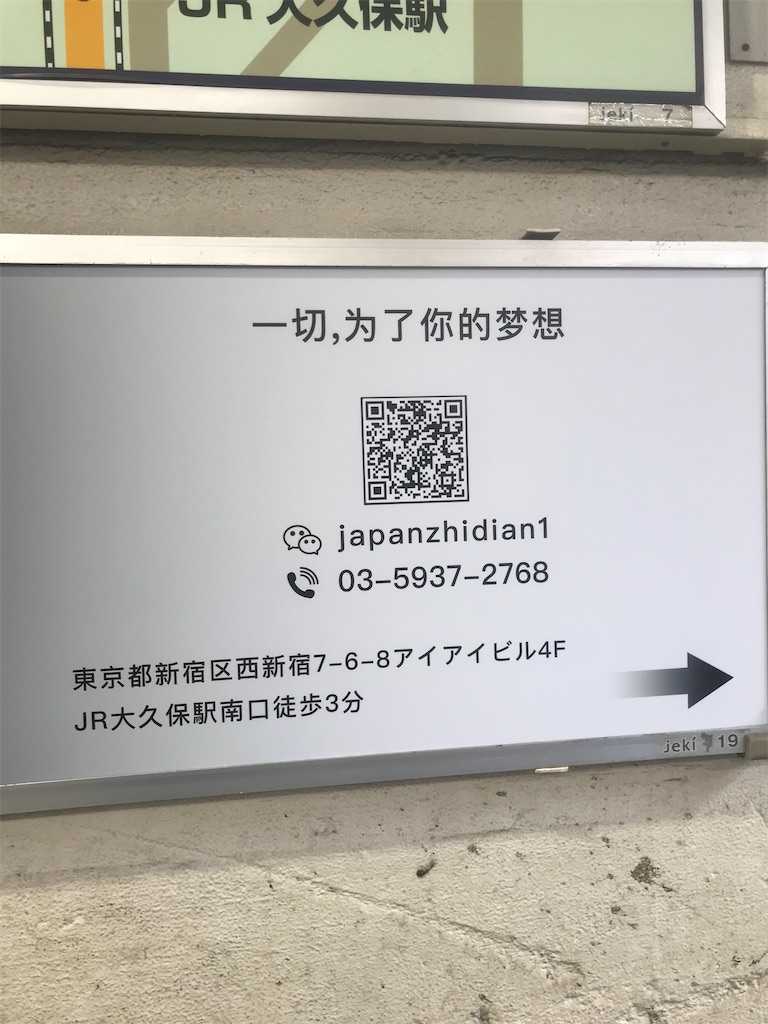 JR 大久保駅
jeki 7
一切,为了你的梦想
japanzhidian1
03-5937-2768
東京都新宿区西新宿7-6-8アイアイビル4F
JR大久保駅南口徒歩3分
jeki 19